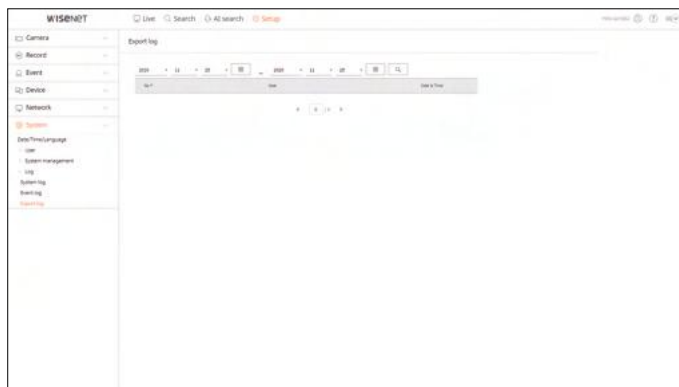 WISENET
Live Search AI search Setup
Camera
Export log
Record
Event
Device
No
User
Date & Time
Network
System
Date/Time/Language
User
System management
Log
System log
Event log
Export log